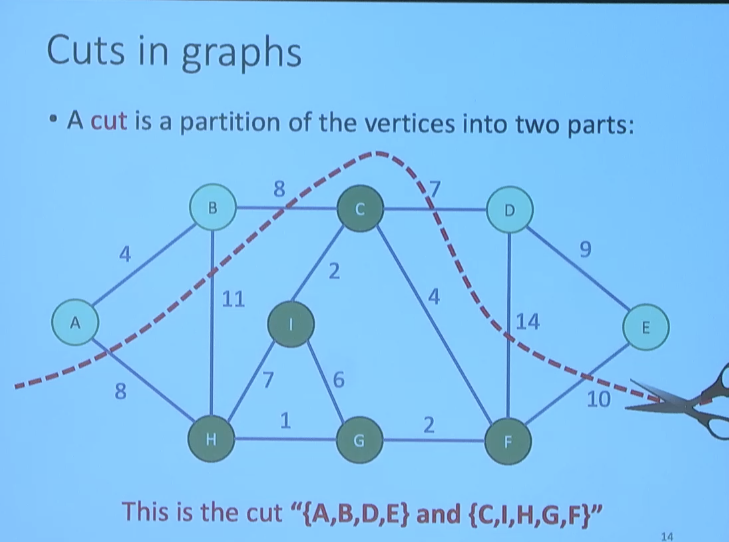 Cuts in graphs
• A cut is a partition of the vertices into two parts:
8
7
B
C
D
4
9
2
11
4
14
A
I
E
8
7
6
10
1
2
H
G
F
This is the cut “{A,B,D,E} and {C,I,H,G,F}”
14